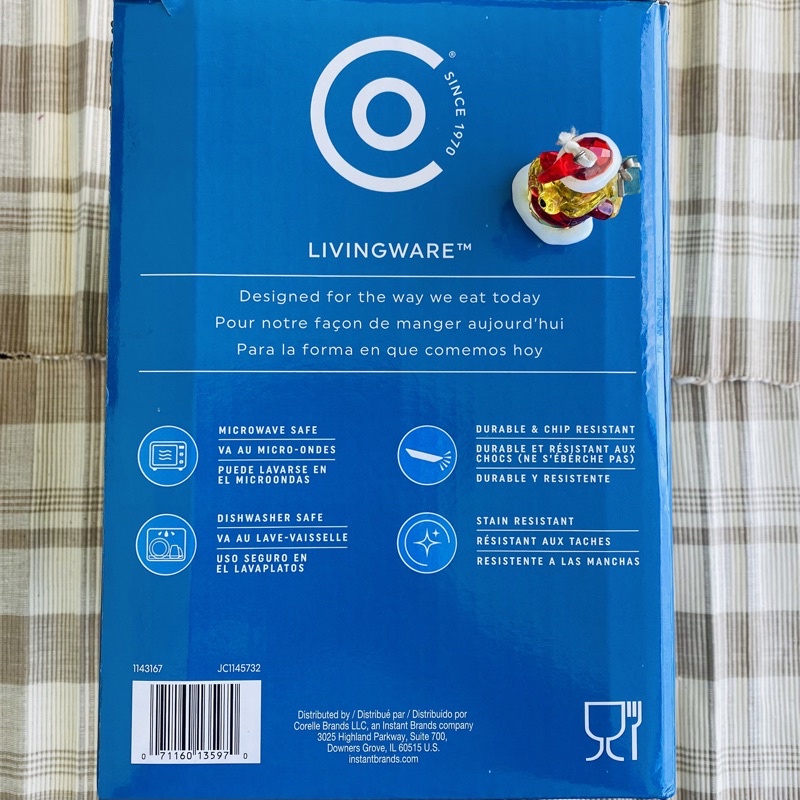 ® SINCE 1970
LIVINGWARE™
Designed for the way we eat today
Pour notre façon de manger aujourd'hui
Para la forma en que comemos hoy
MICROWAVE SAFE
VA AU MICRO-ONDES
PUEDE LAVARSE EN
EL MICROONDAS
DURABLE & CHIP RESISTANT
DURABLE ET RÉSISTANT AUX
CHOCS (NE S'ÉBERCHE PAS)
DURABLE Y RESISTENTE
DISHWASHER SAFE
VA AU LAVE-VAISSELLE
USO SEGURO EN
EL LAVAPLATOS
STAIN RESISTANT
RÉSISTANT AUX TACHES
RESISTENTE A LAS MANCHAS
1143167 JC1145732
0 71160 13597 0
Distributed by / Distribué par / Distribuido por
Corelle Brands LLC, an Instant Brands company
3025 Highland Parkway, Suite 700,
Downers Grove, IL 60515 U.S.
instantbrands.com